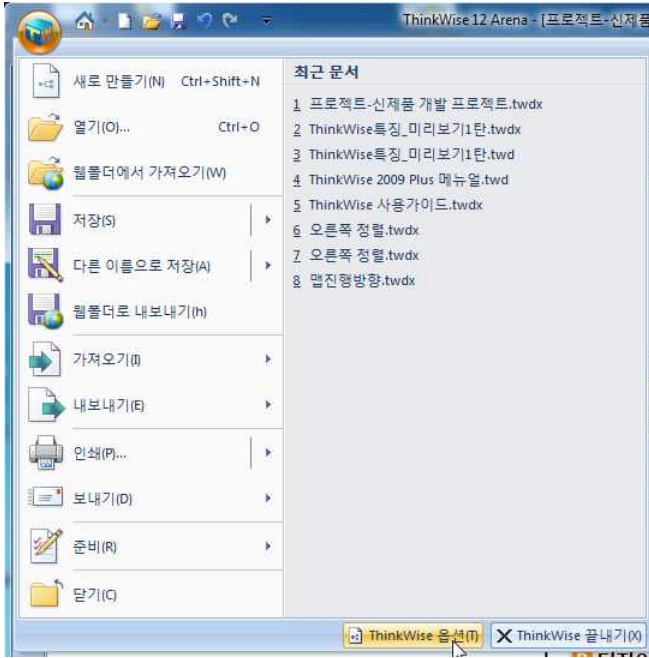 ThinkWise 12 Arena - [프로젝트-신제품
새로 만들기(N) Ctrl+Shift+N
열기(O)... Ctrl+O
웹폴더에서 가져오기(W)
저장(S)
다른 이름으로 저장(A)
웹폴더로 내보내기(h)
가져오기(I)
내보내기(E)
인쇄(P)...
보내기(D)
준비(R)
닫기(C)
최근 문서
1 프로젝트-신제품 개발 프로젝트.twdx
2 ThinkWise특징_미리보기1탄.twdx
3 ThinkWise특징_미리보기1탄.twd
4 ThinkWise 2009 Plus 메뉴얼.twd
5 ThinkWise 사용가이드.twdx
6 오른쪽 정렬.twdx
7 오른쪽 정렬.twdx
8 맵진행방향.twdx
ThinkWise 옵션(T) ThinkWise 끝내기(X)